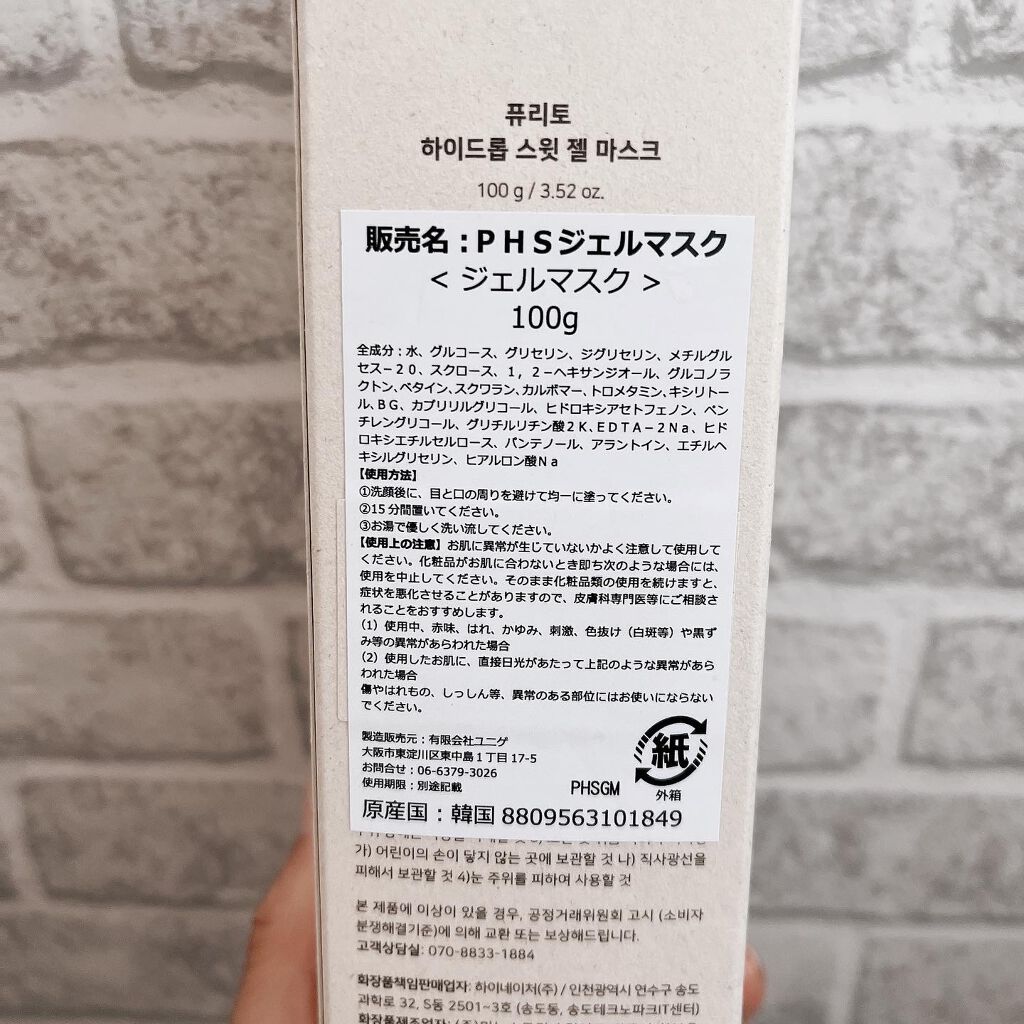 퓨리토
하이드롭 스윗 젤 마스크
100 g / 3.52 oz.
販売名：ＰＨＳジェルマスク
＜ ジェルマスク ＞
100g
全成分：水、グルコース、グリセリン、ジグリセリン、メチルグル
セス－２０、スクロース、１，２－ヘキサンジオール、グルコノラ
クトン、ベタイン、スクワラン、カルボマー、トロメタミン、キシリトー
ル、ＢＧ、カプリリルグリコール、ヒドロキシアセトフェノン、ペン
チレングリコール、グリチルリチン酸２Ｋ、ＥＤＴＡ－２Ｎａ、ヒド
ロキシエチルセルロース、パンテノール、アラントイン、エチルヘ
キシルグリセリン、ヒアルロン酸Ｎａ
【使用方法】
①洗顔後に、目と口の周りを避けて均一に塗ってください。
②15分間置いてください。
③お湯で優しく洗い流してください。
【使用上の注意】お肌に異常が生じていないかよく注意して使用して
ください。化粧品がお肌に合わないとき即ち次のような場合には、
使用を中止してください。そのまま化粧品類の使用を続けますと、
症状を悪化させることがありますので、皮膚科専門医等にご相談さ
れることをおすすめします。
（1）使用中、赤味、はれ、かゆみ、刺激、色抜け（白斑等）や黒ず
み等の異常があらわれた場合
（2）使用したお肌に、直接日光があたって上記のような異常があら
われた場合
傷やはれもの、しっしん等、異常のある部位にはお使いにならない
でください。
製造販売元：有限会社ユニゲ
大阪市東淀川区東中島１丁目17-5
お問合せ：06-6379-3026
使用期限：別途記載
PHSGM
紙
外箱
原産国：韓国 8809563101849
가) 어린이의 손이 닿지 않는 곳에 보관할 것 나) 직사광선을
피해서 보관할 것 4)눈 주위를 피하여 사용할 것
본 제품에 이상이 있을 경우, 공정거래위원회 고시 (소비자
분쟁해결기준)에 의해 교환 또는 보상해드립니다.
고객상담실: 070-8833-1884
화장품책임판매업자: 하이네이처(주) / 인천광역시 연수구 송도
과학로 32, S동 2501~3호 (송도동, 송도테크노파크IT센터)
화장품제조업자: (주)